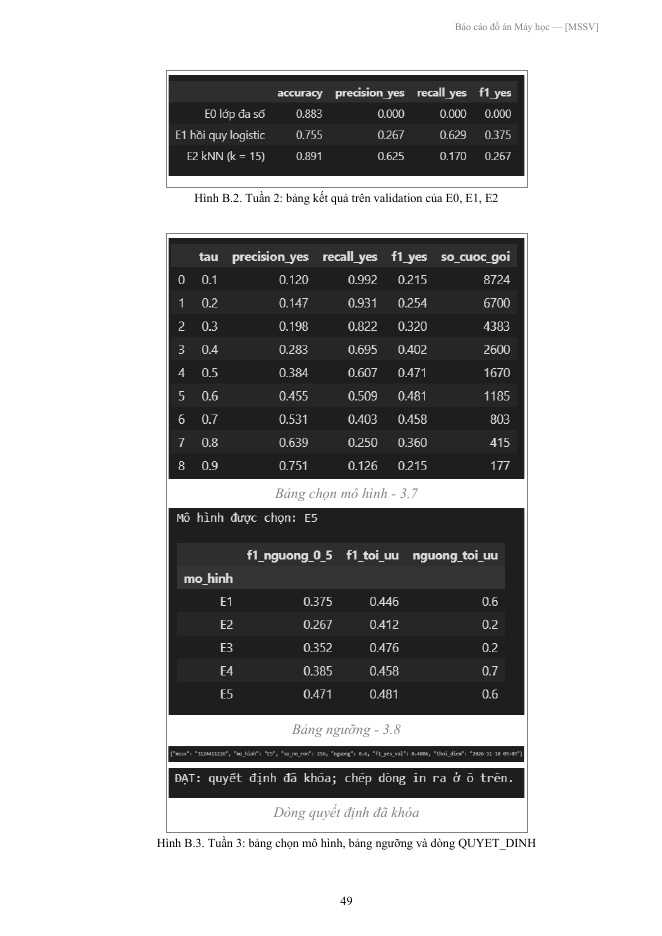 Báo cáo đồ án Máy học — [MSSV]
accuracy precision_yes recall_yes f1_yes
E0 lớp đa số 0.883 0.000 0.000 0.000
E1 hồi quy logistic 0.755 0.267 0.629 0.375
E2 kNN (k = 15) 0.891 0.625 0.170 0.267
Hình B.2. Tuần 2: bảng kết quả trên validation của E0, E1, E2
tau precision_yes recall_yes f1_yes so_cuoc_goi
0 0.1 0.120 0.992 0.215 8724
1 0.2 0.147 0.931 0.254 6700
2 0.3 0.198 0.822 0.320 4383
3 0.4 0.283 0.695 0.402 2600
4 0.5 0.384 0.607 0.471 1670
5 0.6 0.455 0.509 0.481 1185
6 0.7 0.531 0.403 0.458 803
7 0.8 0.639 0.250 0.360 415
8 0.9 0.751 0.126 0.215 177
Bảng chọn mô hình - 3.7
Mô hình được chọn: E5
f1_nguong_0_5 f1_toi_uu nguong_toi_uu
mo_hinh
E1 0.375 0.446 0.6
E2 0.267 0.412 0.2
E3 0.352 0.476 0.2
E4 0.385 0.458 0.7
E5 0.471 0.481 0.6
Bảng ngưỡng - 3.8
"mo_hinh": "E5", "so_no_ron": 256, "nguong": 0.6, "f1_yes_val": 0.4806, "thoi_diem":
ĐẠT: quyết định đã khóa; chép dòng in ra ở ô trên.
Dòng quyết định đã khóa
Hình B.3. Tuần 3: bảng chọn mô hình, bảng ngưỡng và dòng QUYET_DINH
49